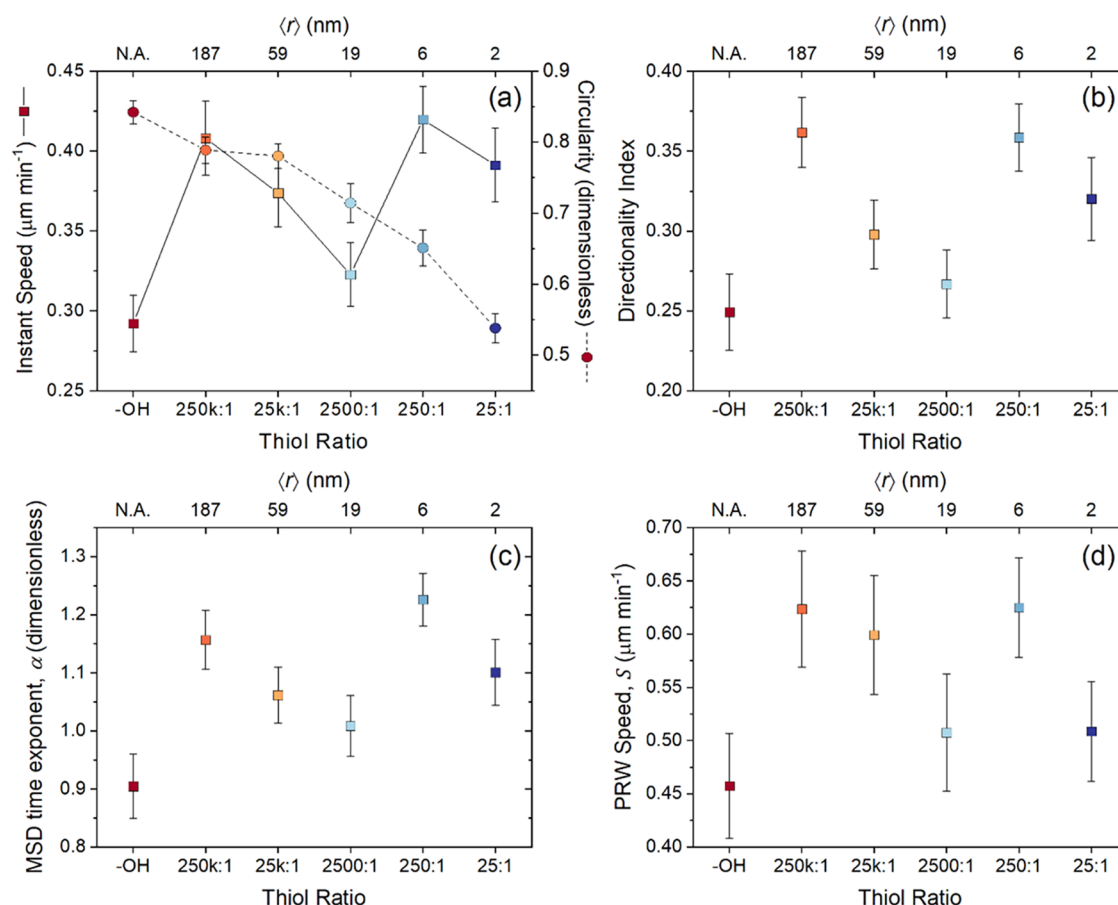 ⟨r⟩ (nm)
N.A. 187 59 19 6 2
(a)
0.45
0.40
0.35
0.30
0.25
Instant Speed (μm min⁻¹)
0.9
0.8
0.7
0.6
0.5
Circularity (dimensionless)
-OH 250k:1 25k:1 2500:1 250:1 25:1
Thiol Ratio
⟨r⟩ (nm)
N.A. 187 59 19 6 2
(b)
0.40
0.35
0.30
0.25
0.20
Directionality Index
-OH 250k:1 25k:1 2500:1 250:1 25:1
Thiol Ratio
⟨r⟩ (nm)
N.A. 187 59 19 6 2
(c)
1.3
1.2
1.1
1.0
0.9
0.8
MSD time exponent, α (dimensionless)
-OH 250k:1 25k:1 2500:1 250:1 25:1
Thiol Ratio
⟨r⟩ (nm)
N.A. 187 59 19 6 2
(d)
0.70
0.65
0.60
0.55
0.50
0.45
0.40
PRW Speed, S (μm min⁻¹)
-OH 250k:1 25k:1 2500:1 250:1 25:1
Thiol Ratio